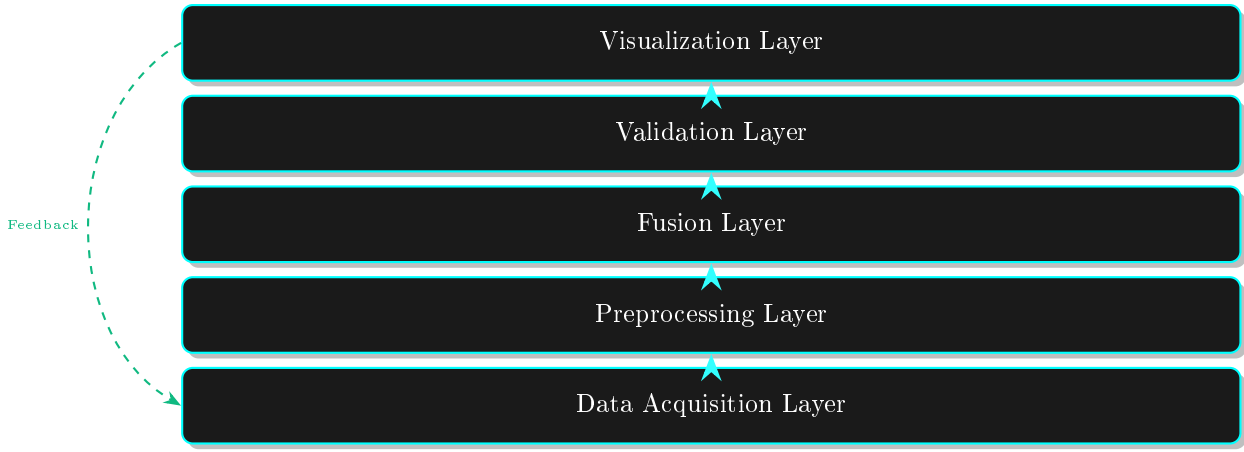 Visualization Layer
Validation Layer
Feedback
Fusion Layer
Preprocessing Layer
Data Acquisition Layer